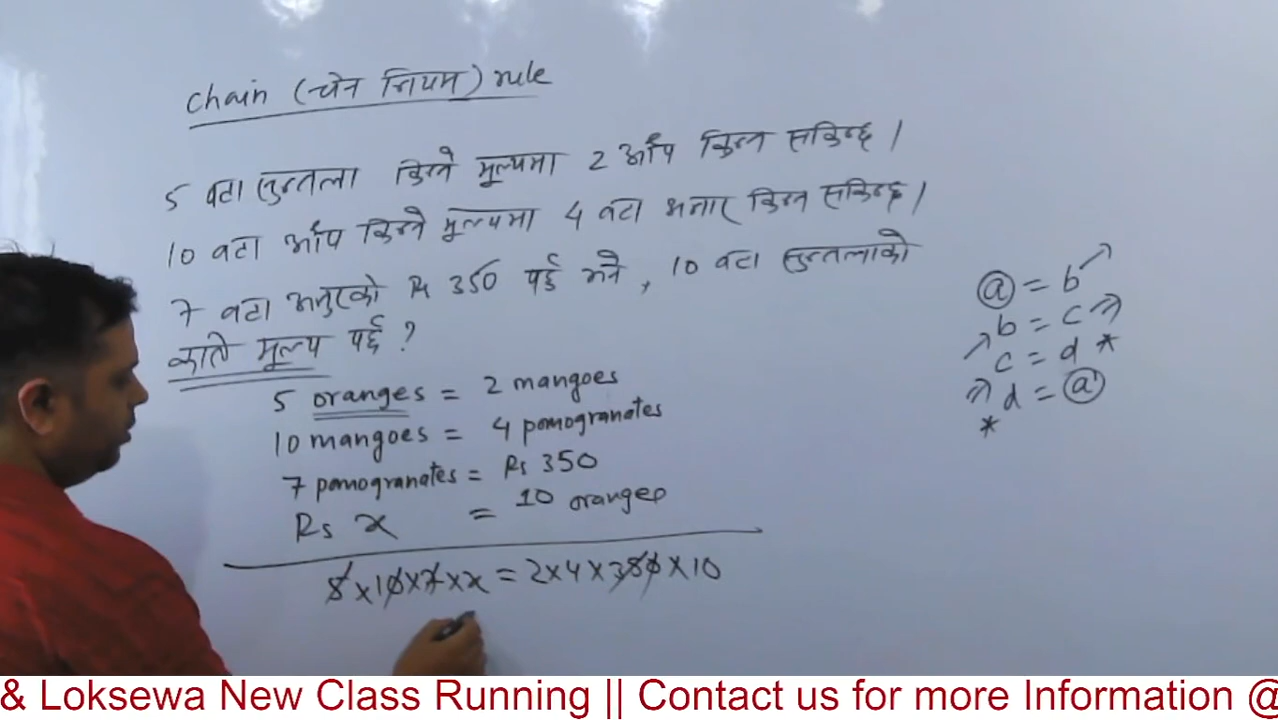 Chain (चेन नियम) rule
5 वटा सुन्तला किन्ने मूल्यमा 2 आँप किन्न सकिन्छ।
10 वटा आँप किन्ने मूल्यमा 4 वटा अनार किन्न सकिन्छ।
7 वटा अनारको Rs 350 पर्छ भने, 10 वटा सुन्तलाको
कति मूल्य पर्छ?
5 oranges = 2 mangoes
10 mangoes = 4 pomogranates
7 pomogranates = Rs 350
Rs x = 10 oranges
5×10×7×x = 2×4×350×10
a = b
b = c
c = d *
d = a
*
& Loksewa New Class Running || Contact us for more Information @